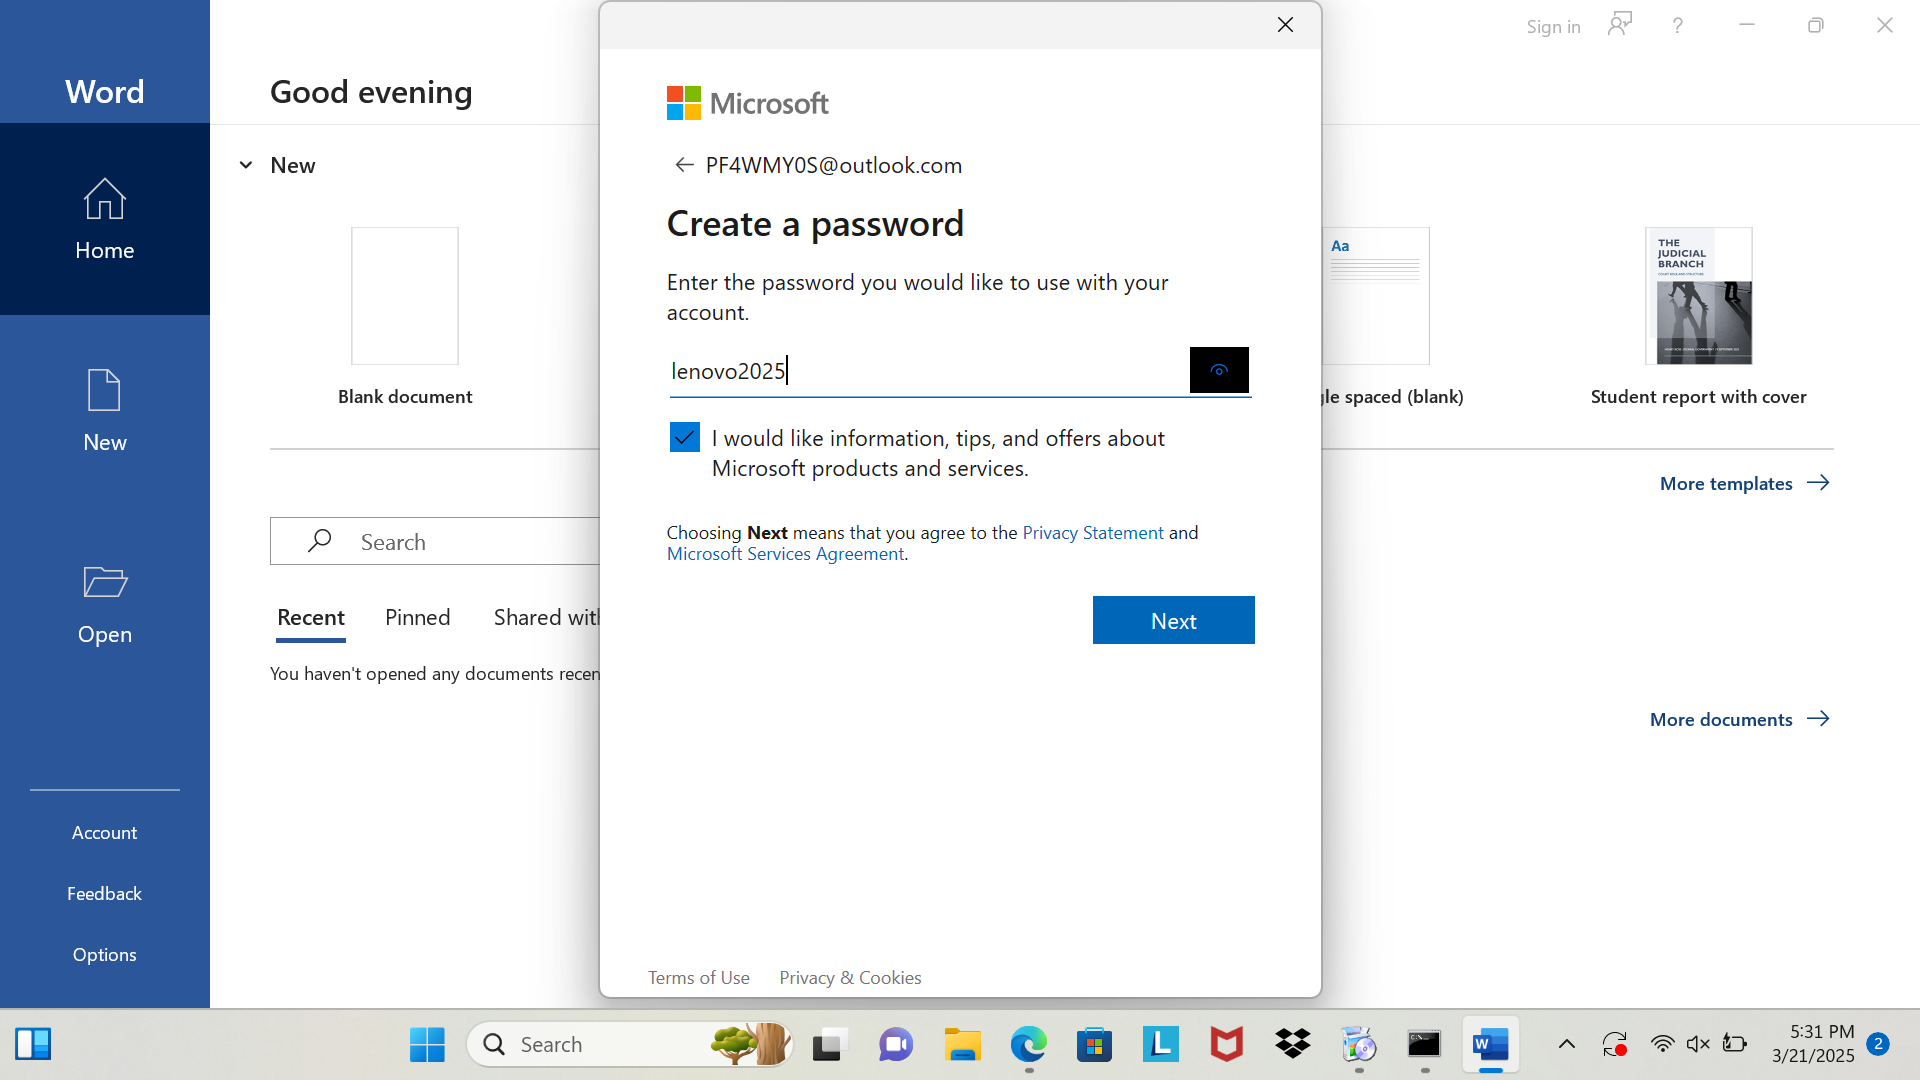 Word
Home
New
Open
Account
Feedback
Options
Good evening
Sign in
?
New
Blank document
Aa
gle spaced (blank)
THE
JUDICIAL
BRANCH
Student report with cover
More templates
Search
Recent
Pinned
Shared with
You haven't opened any documents recen
More documents
Microsoft
PF4WMY0S@outlook.com
Create a password
Enter the password you would like to use with your
account.
lenovo2025
I would like information, tips, and offers about
Microsoft products and services.
Choosing Next means that you agree to the Privacy Statement and
Microsoft Services Agreement.
Next
Terms of Use
Privacy & Cookies
Search
L
W
5:31 PM
3/21/2025
2